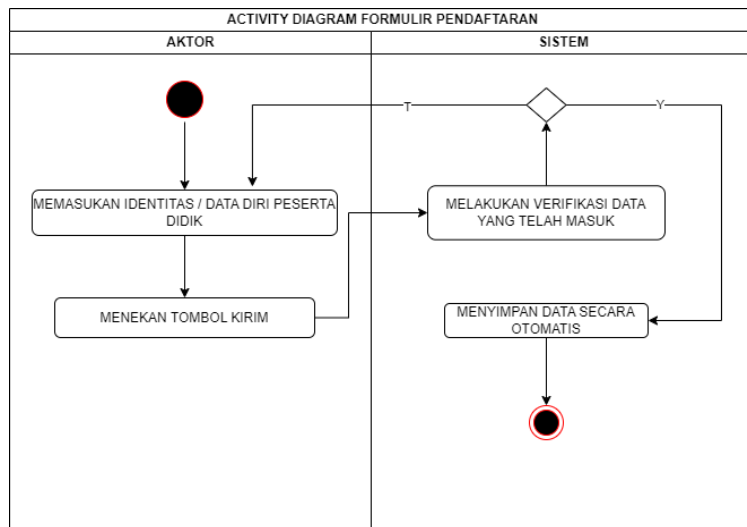 ACTIVITY DIAGRAM FORMULIR PENDAFTARAN
AKTOR
SISTEM
T
Y
MEMASUKAN IDENTITAS / DATA DIRI PESERTA
DIDIK
MELAKUKAN VERIFIKASI DATA
YANG TELAH MASUK
MENEKAN TOMBOL KIRIM
MENYIMPAN DATA SECARA
OTOMATIS